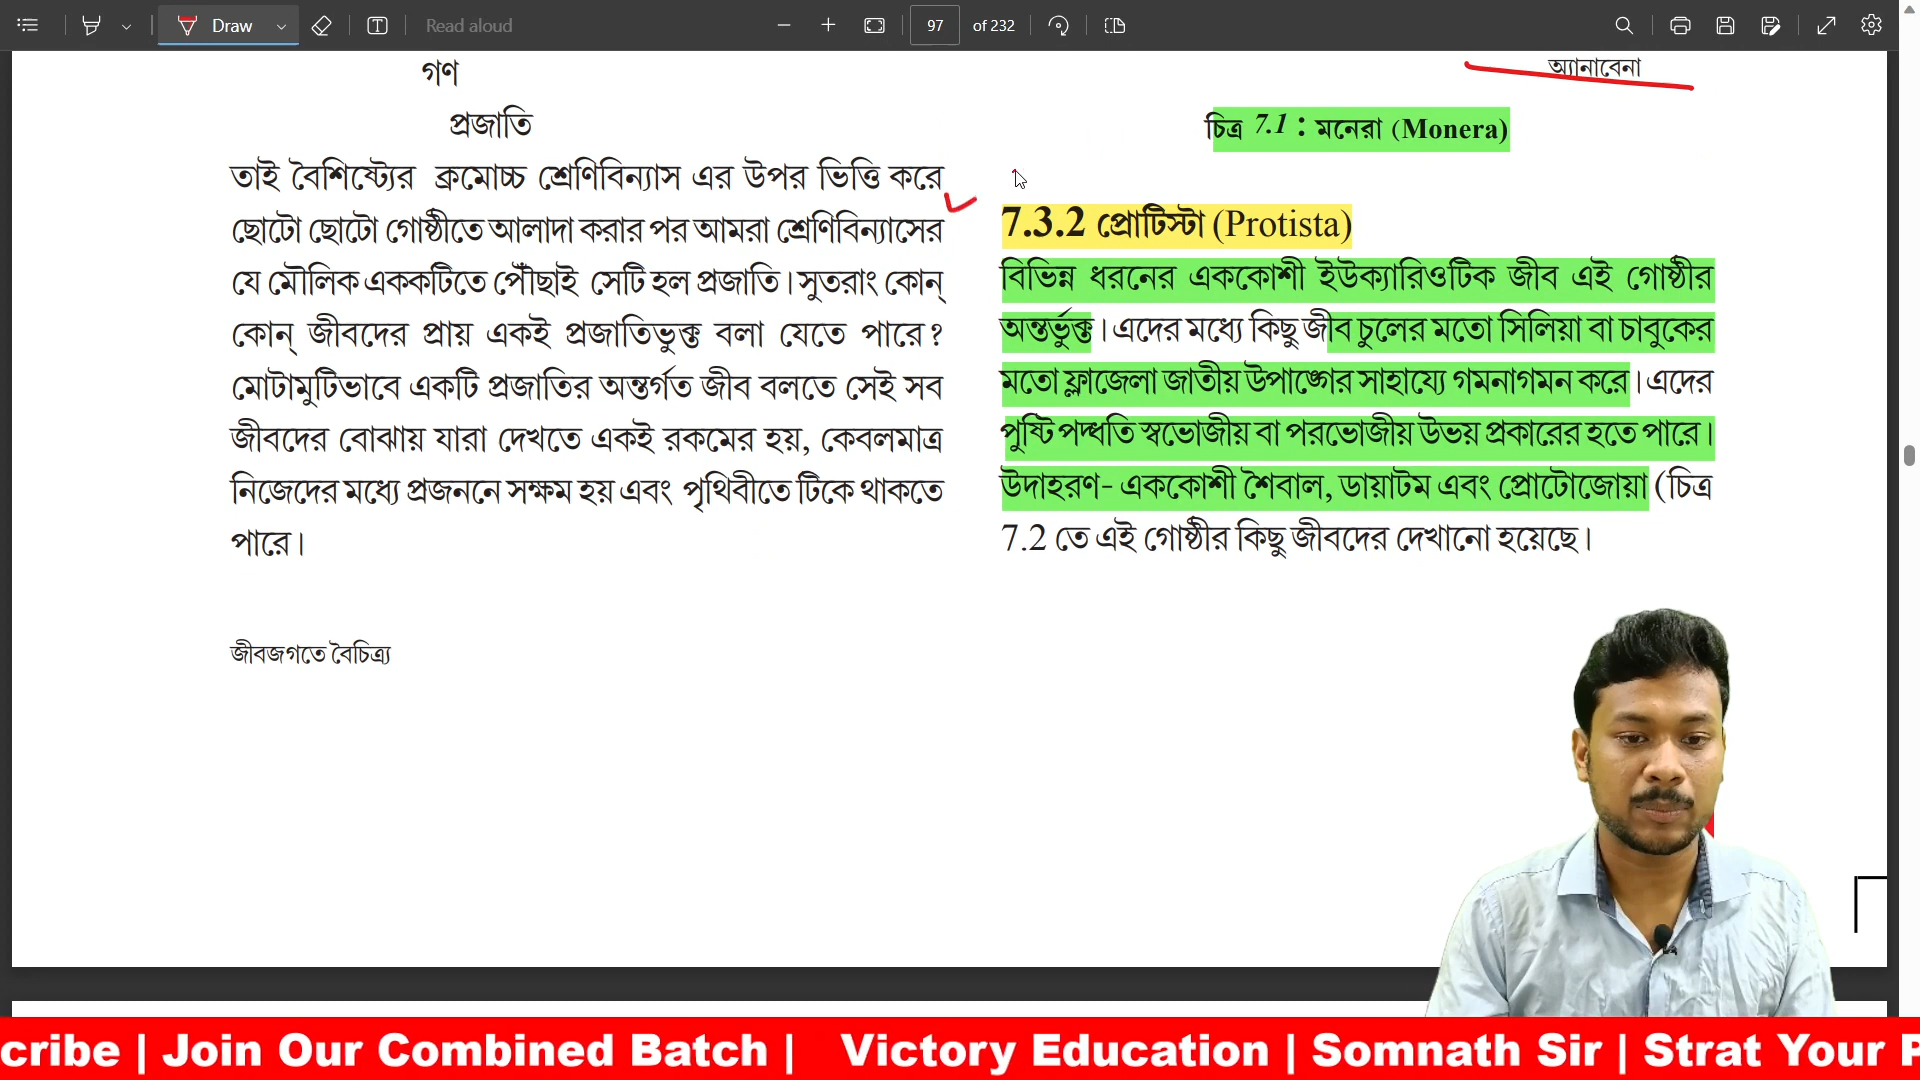 Draw
Read aloud
97
of 232
গণ
প্রজাতি
তাই বৈশিষ্ট্যের ক্রমোচ্চ শ্রেণিবিন্যাস এর উপর ভিত্তি করে
ছোটো ছোটো গোষ্ঠীতে আলাদা করার পর আমরা শ্রেণিবিন্যাসের
যে মৌলিক এককটিতে পৌঁছাই সেটি হল প্রজাতি। সুতরাং কোন্
কোন্ জীবদের প্রায় একই প্রজাতিভুক্ত বলা যেতে পারে?
মোটামুটিভাবে একটি প্রজাতির অন্তর্গত জীব বলতে সেই সব
জীবদের বোঝায় যারা দেখতে একই রকমের হয়, কেবলমাত্র
নিজেদের মধ্যে প্রজননে সক্ষম হয় এবং পৃথিবীতে টিকে থাকতে
পারে।
জীবজগতে বৈচিত্র্য
অ্যানাবেনা
চিত্র 7.1 : মনেরা (Monera)
7.3.2 প্রোটিস্টা (Protista)
বিভিন্ন ধরনের এককোশী ইউক্যারিওটিক জীব এই গোষ্ঠীর
অন্তর্ভুক্ত। এদের মধ্যে কিছু জীব চুলের মতো সিলিয়া বা চাবুকের
মতো ফ্লাজেলা জাতীয় উপাঙ্গের সাহায্যে গমনাগমন করে। এদের
পুষ্টি পদ্ধতি স্বভোজীয় বা পরভোজীয় উভয় প্রকারের হতে পারে।
উদাহরণ- এককোশী শৈবাল, ডায়াটম এবং প্রোটোজোয়া (চিত্র
7.2 তে এই গোষ্ঠীর কিছু জীবদের দেখানো হয়েছে।
cribe | Join Our Combined Batch | Victory Education | Somnath Sir | Strat Your P